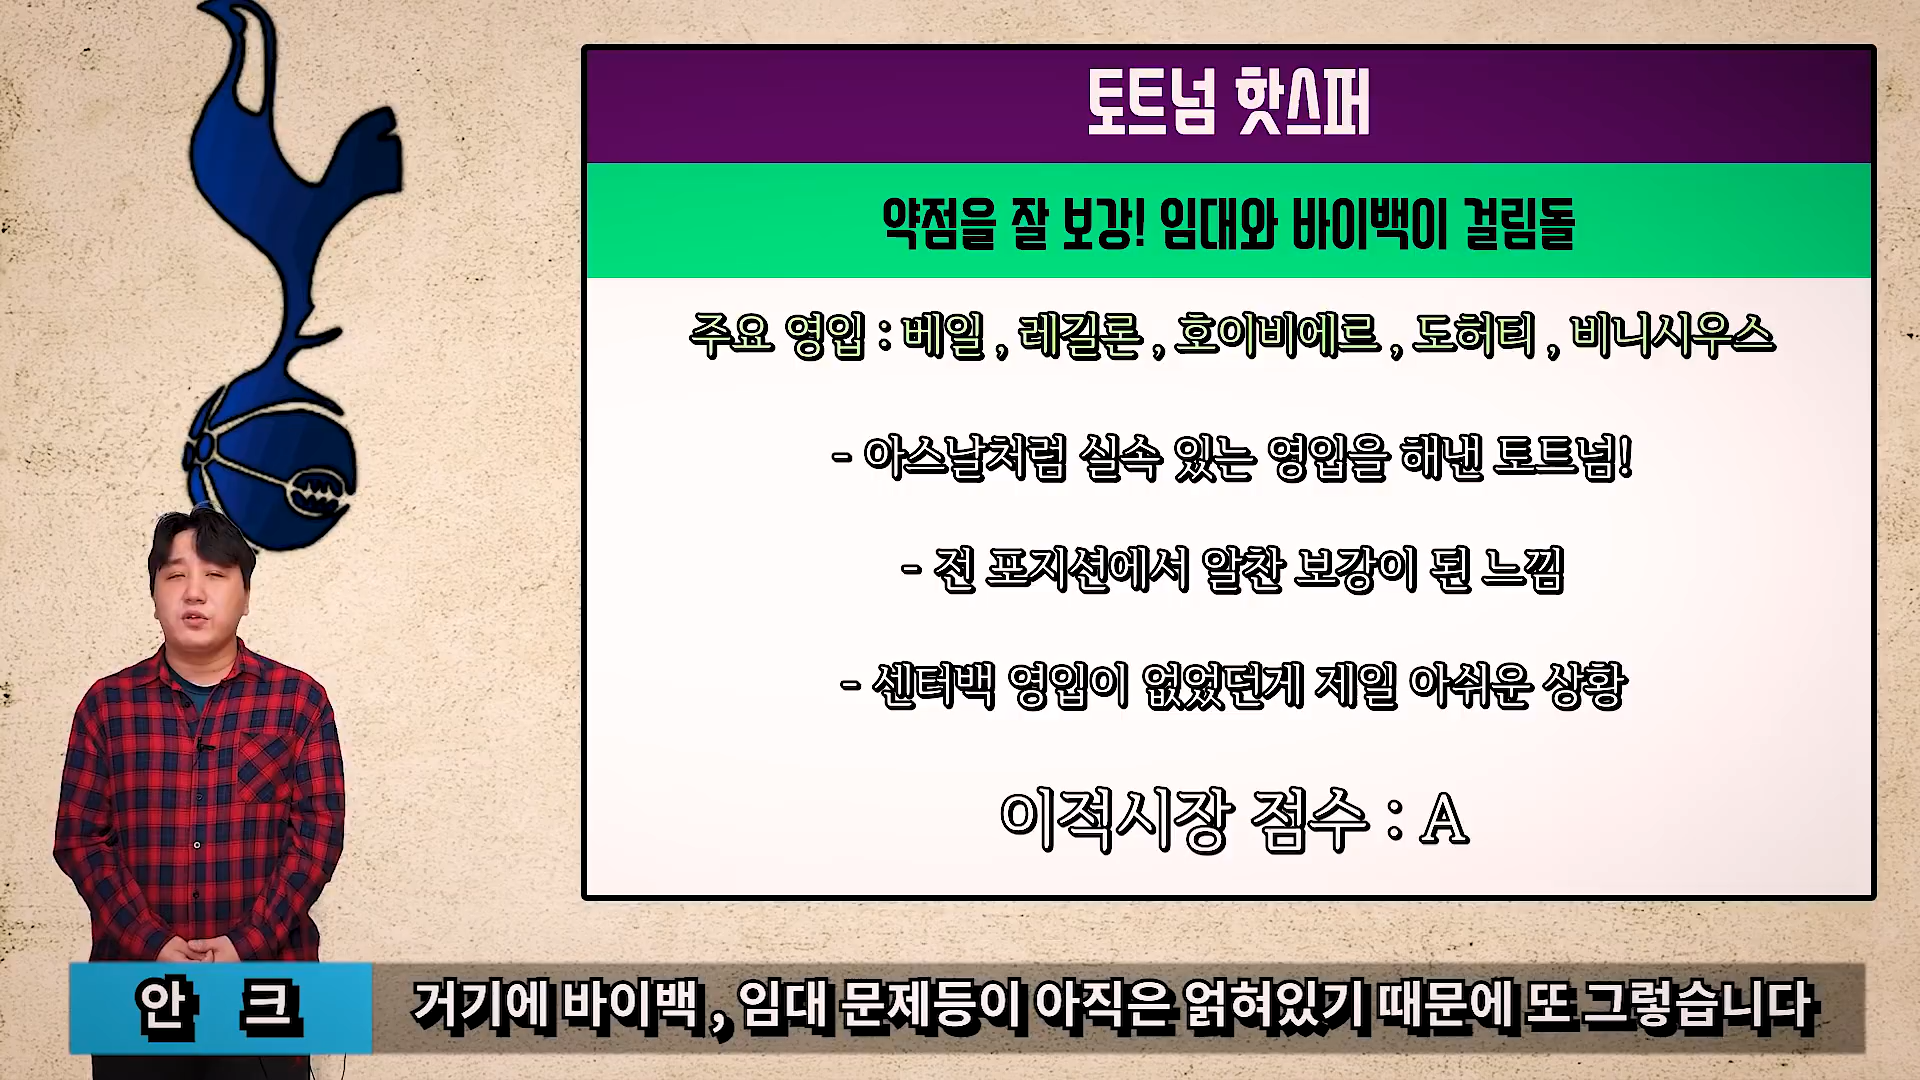 토트넘 핫스퍼
약점을 잘 보강! 임대와 바이백이 걸림돌
주요 영입 : 베일 , 레길론 , 호이비에르 , 도허티 , 비니시우스
- 아스날처럼 실속 있는 영입을 해낸 토트넘!
- 전 포지션에서 알찬 보강이 된 느낌
- 센터백 영입이 없었던게 제일 아쉬운 상황
이적시장 점수 : A
안 크
거기에 바이백 , 임대 문제등이 아직은 얽혀있기 때문에 또 그렇습니다